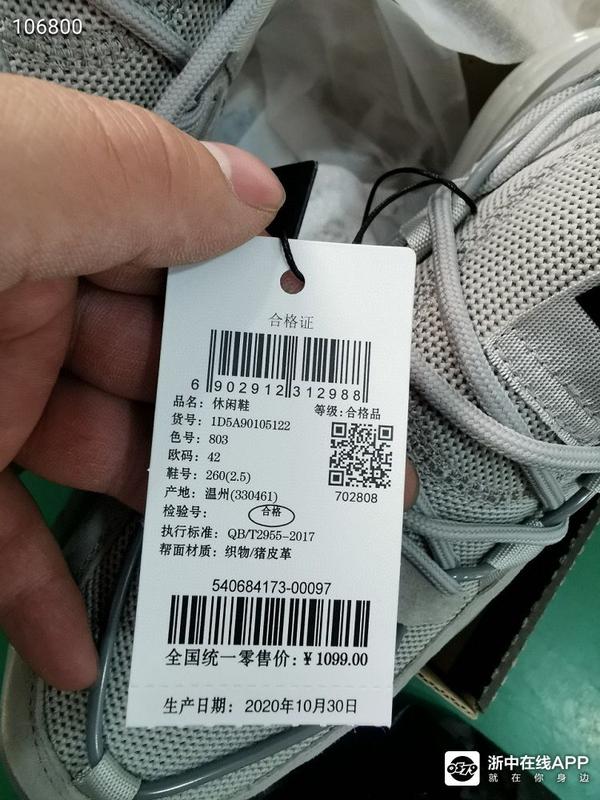 106800
合格证
6 902912 312988
品名: 休闲鞋 等级:合格品
货号: 1D5A90105122
色号: 803
欧码: 42
鞋号: 260(2.5)
702808
产地: 温州(330461)
检验号: 合格
执行标准: QB/T2955-2017
帮面材质: 织物/猪皮革
540684173-00097
全国统一零售价:¥1099.00
生产日期: 2020年10月30日
浙中在线APP
就在你身边